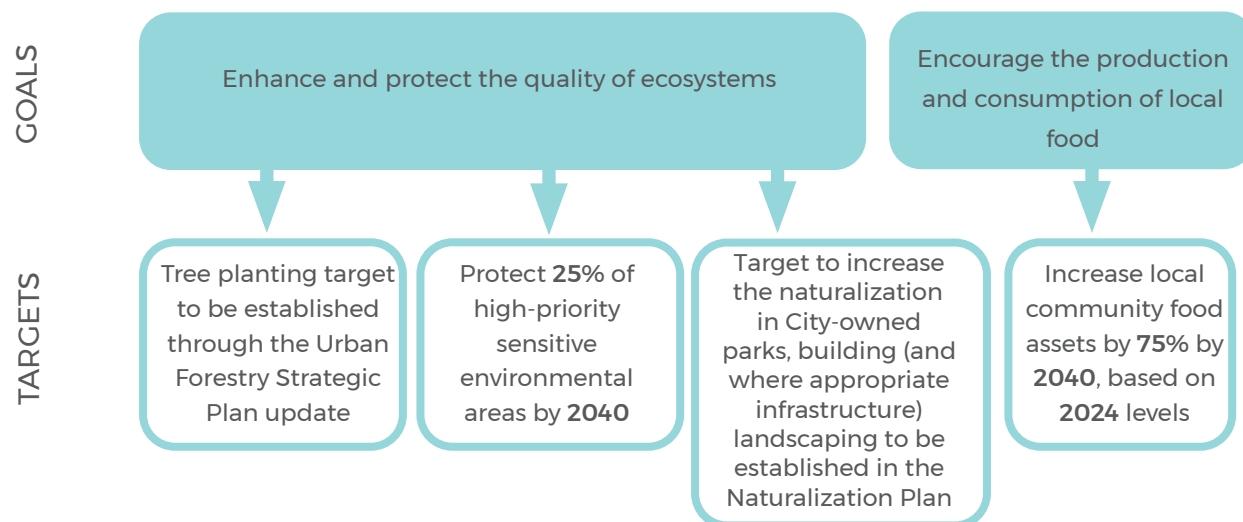 GOALS
Enhance and protect the quality of ecosystems
Encourage the production
and consumption of local
food
TARGETS
Tree planting target
to be established
through the Urban
Forestry Strategic
Plan update
Protect 25% of
high-priority
sensitive
environmental
areas by 2040
Target to increase
the naturalization
in City-owned
parks, building (and
where appropriate
infrastructure)
landscaping to be
established in the
Naturalization Plan
Increase local
community food
assets by 75% by
2040, based on
2024 levels